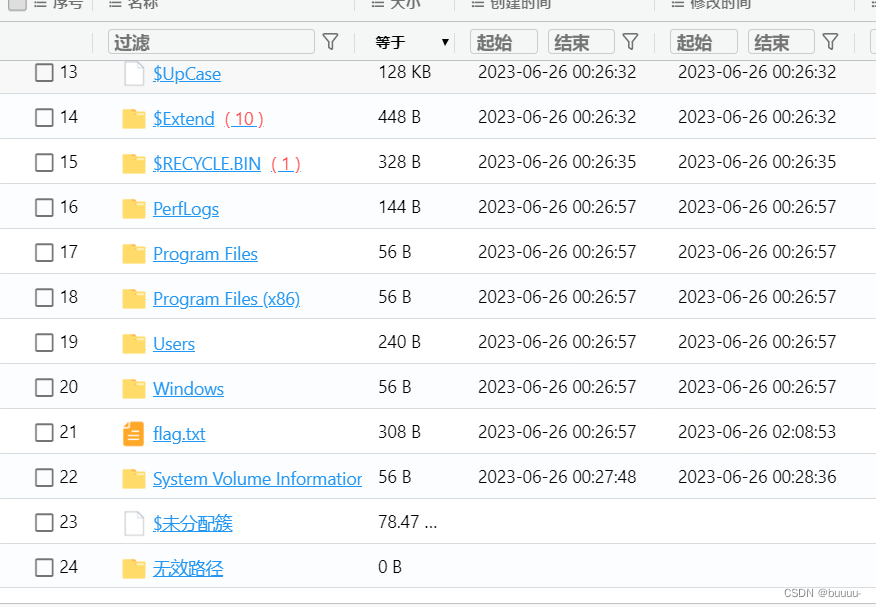 序号 名称 大小 创建时间 修改时间
过滤 等于 ▼ 起始 结束 起始 结束
13 $UpCase 128 KB 2023-06-26 00:26:32 2023-06-26 00:26:32
14 $Extend ( 10 ) 448 B 2023-06-26 00:26:32 2023-06-26 00:26:32
15 $RECYCLE.BIN ( 1 ) 328 B 2023-06-26 00:26:35 2023-06-26 00:26:35
16 PerfLogs 144 B 2023-06-26 00:26:57 2023-06-26 00:26:57
17 Program Files 56 B 2023-06-26 00:26:57 2023-06-26 00:26:57
18 Program Files (x86) 56 B 2023-06-26 00:26:57 2023-06-26 00:26:57
19 Users 240 B 2023-06-26 00:26:57 2023-06-26 00:26:57
20 Windows 56 B 2023-06-26 00:26:57 2023-06-26 00:26:57
21 flag.txt 308 B 2023-06-26 00:26:57 2023-06-26 02:08:53
22 System Volume Information 56 B 2023-06-26 00:27:48 2023-06-26 00:28:36
23 $未分配簇 78.47 ...
24 无效路径 0 B
CSDN @buuuu-